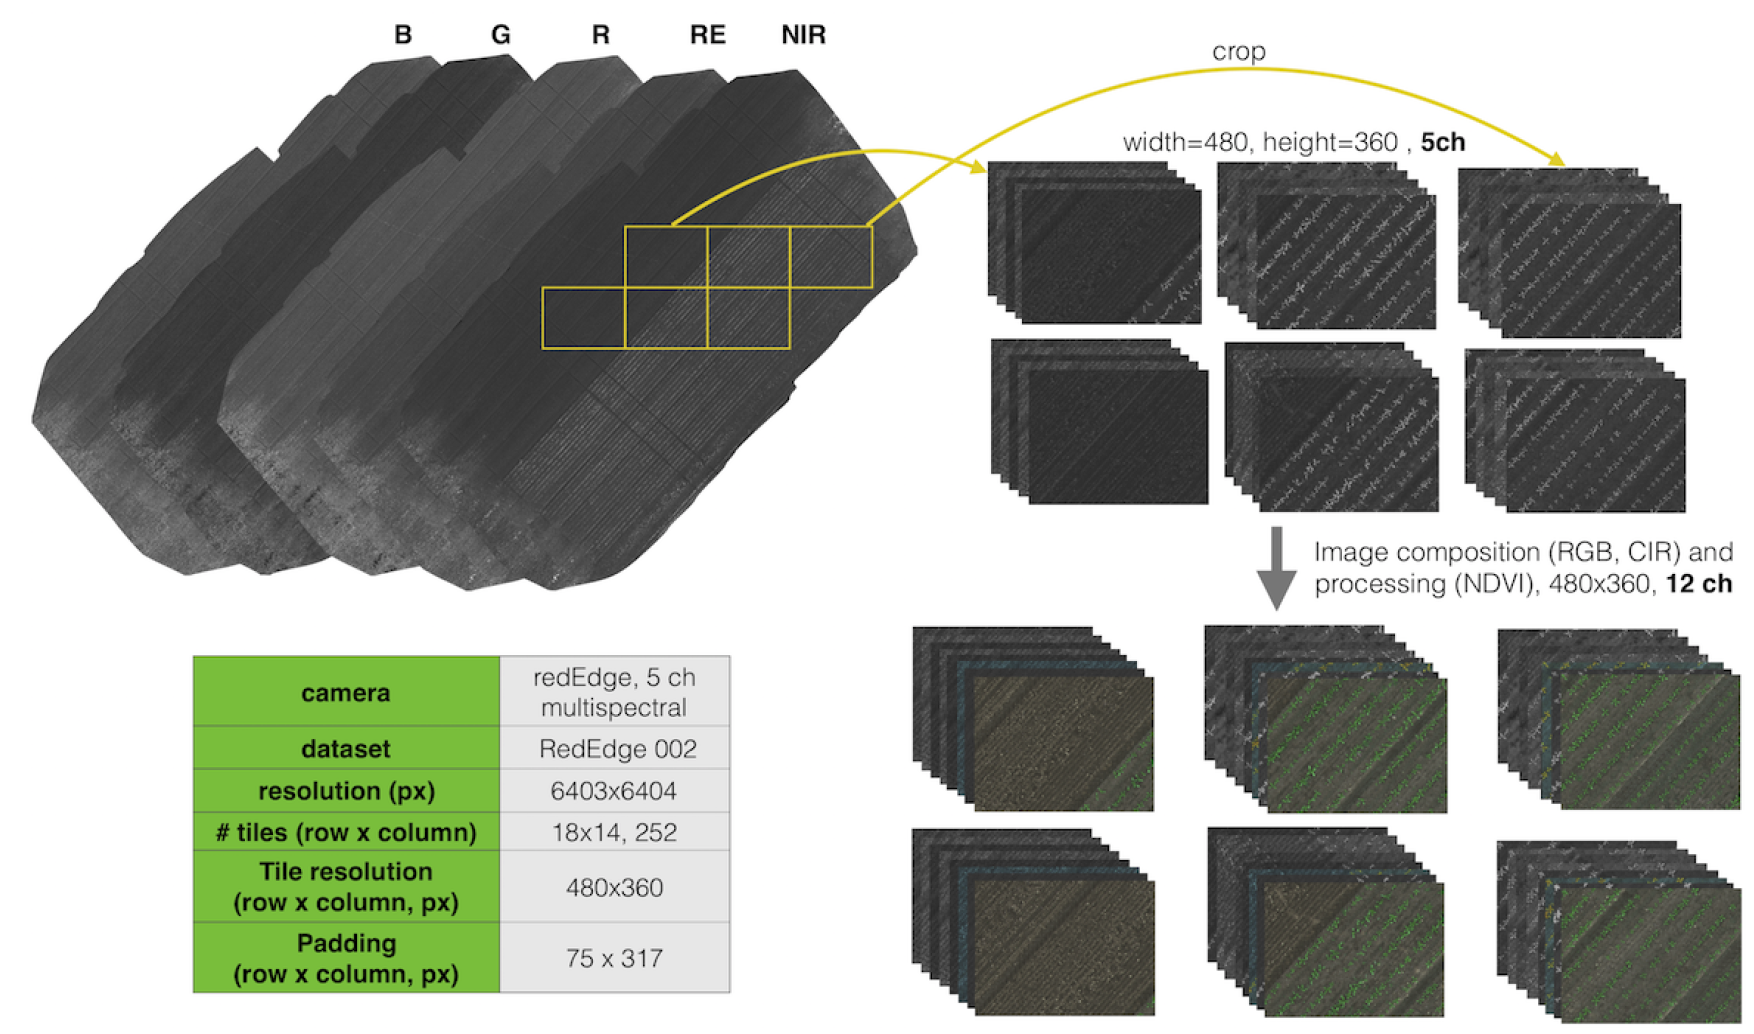 B G R RE NIR
crop
width=480, height=360 , 5ch
Image composition (RGB, CIR) and
processing (NDVI), 480x360, 12 ch
camera
redEdge, 5 ch
multispectral
dataset
RedEdge 002
resolution (px)
6403x6404
# tiles (row x column)
18x14, 252
Tile resolution
(row x column, px)
480x360
Padding
(row x column, px)
75 x 317